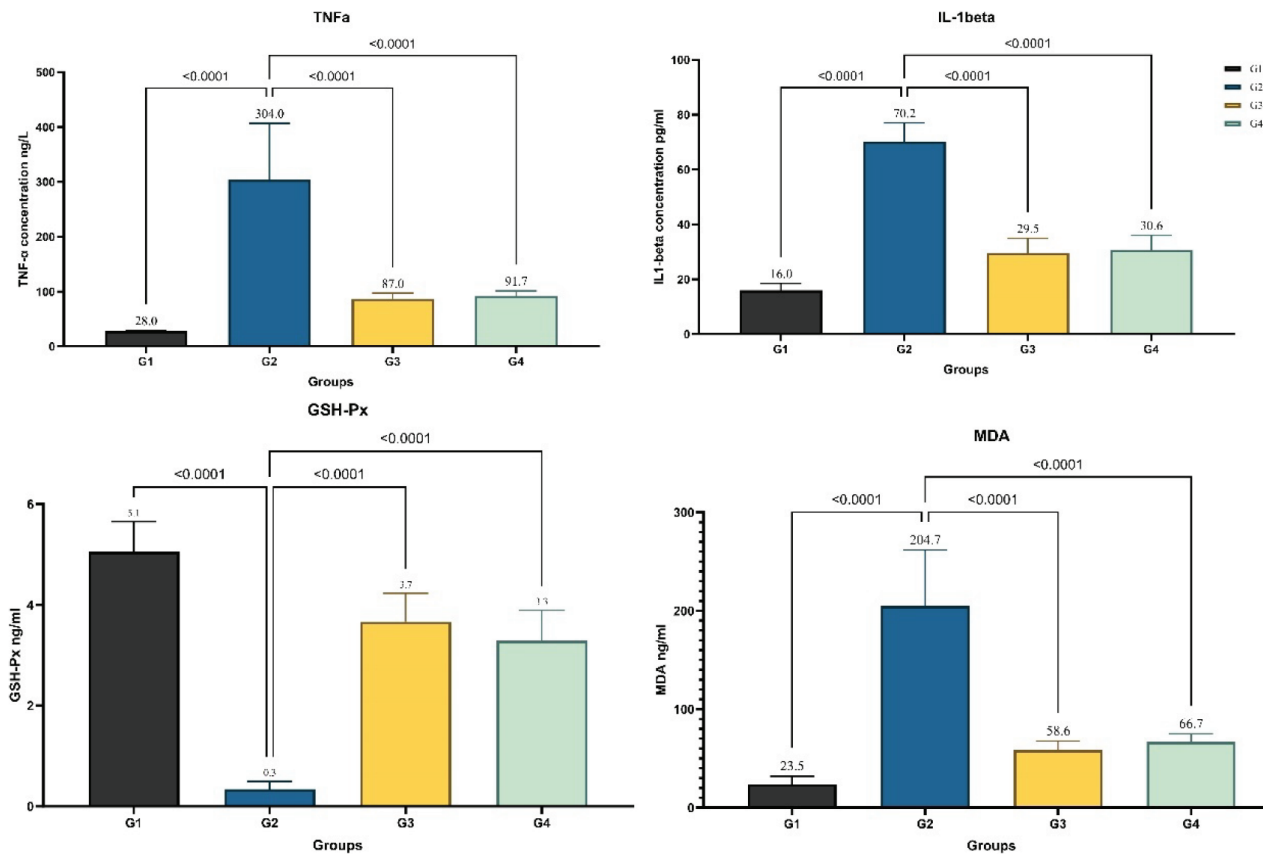 TNFa
<0.0001
<0.0001 <0.0001
TNF-α concentration ng/L
500
400
300
200
100
0
28.0
304.0
87.0
91.7
G1 G2 G3 G4
Groups
IL-1beta
<0.0001
<0.0001 <0.0001
IL1-beta concentration pg/ml
100
80
60
40
20
0
16.0
70.2
29.5
30.6
G1 G2 G3 G4
Groups
G1
G2
G3
G4
GSH-Px
<0.0001
<0.0001 <0.0001
GSH-Px ng/ml
6
4
2
0
5.1
0.3
3.7
3.3
G1 G2 G3 G4
Groups
MDA
<0.0001
<0.0001 <0.0001
MDA ng/ml
300
200
100
0
23.5
204.7
58.6
66.7
G1 G2 G3 G4
Groups